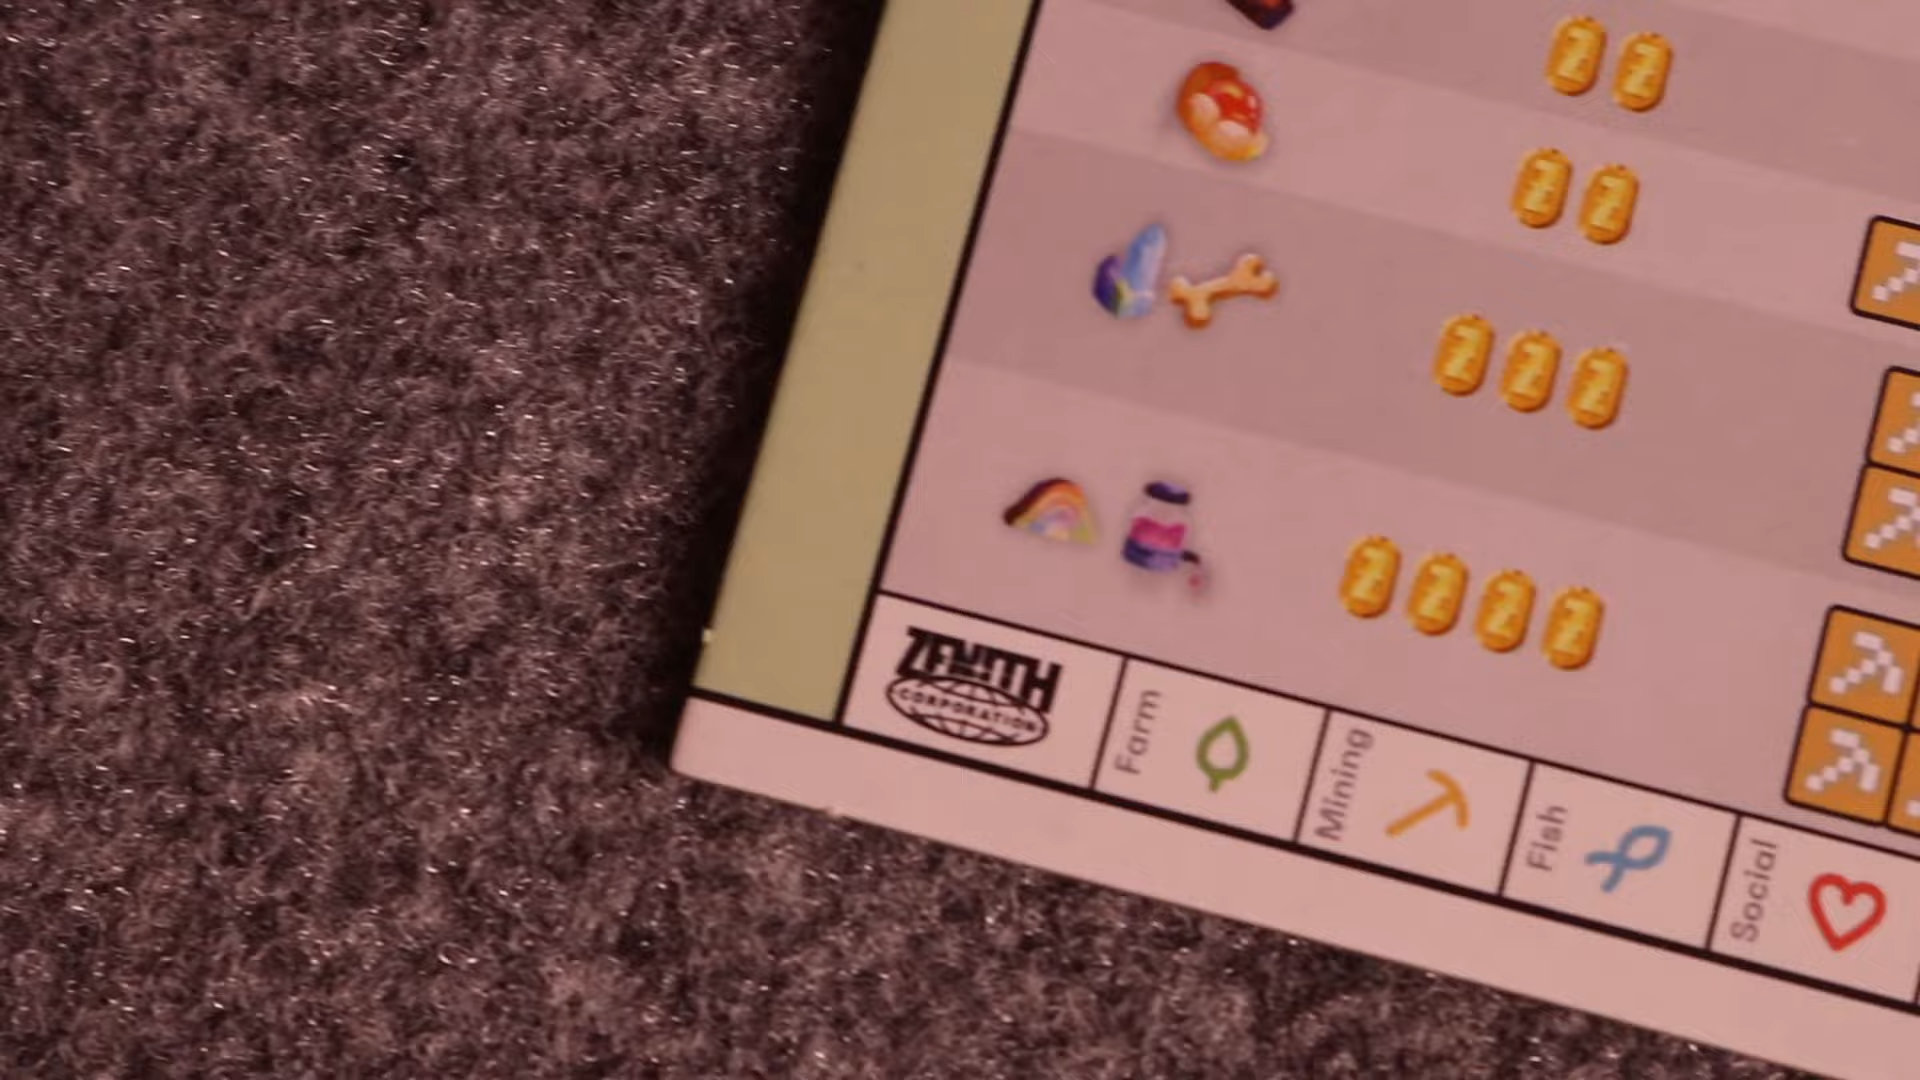 Z Z
Z Z
Z Z Z
Z Z Z Z
ZENITH
CORPORATION
Farm
Mining
Fish
Social